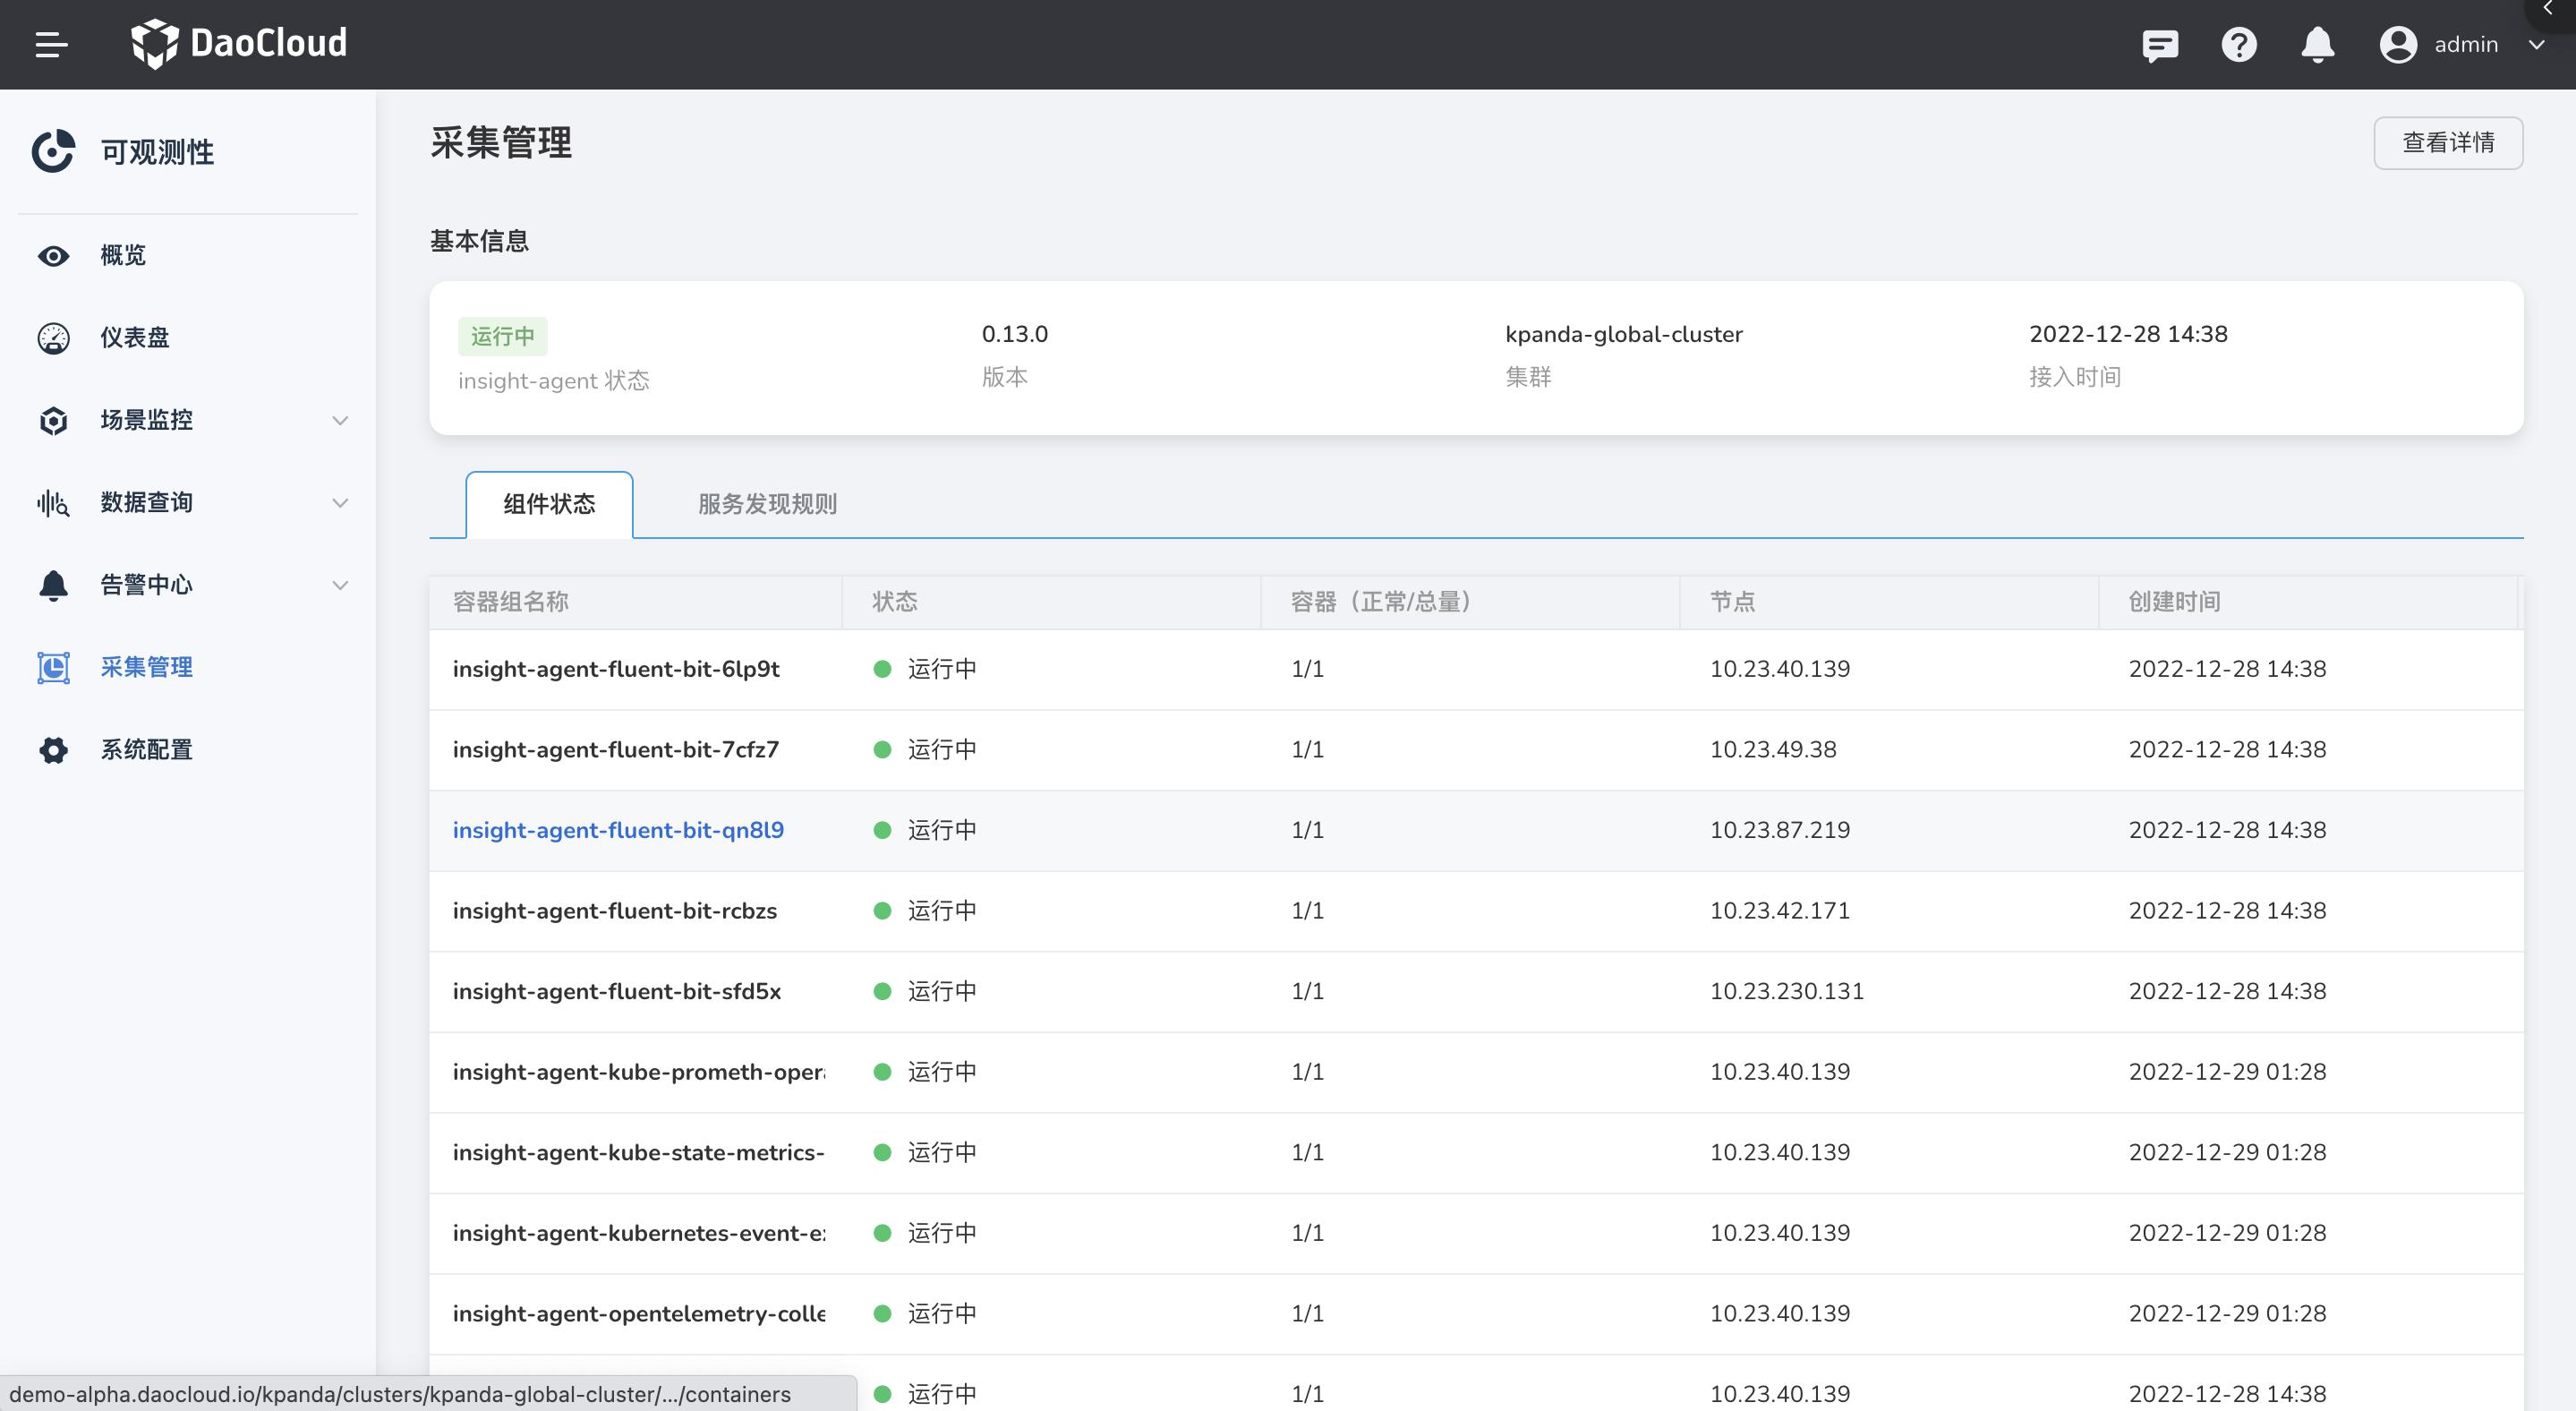 DaoCloud
admin
可观测性
概览
仪表盘
场景监控
数据查询
告警中心
采集管理
系统配置
采集管理
查看详情
基本信息
运行中 0.13.0 kpanda-global-cluster 2022-12-28 14:38
insight-agent 状态 版本 集群 接入时间
组件状态 服务发现规则
容器组名称 状态 容器（正常/总量） 节点 创建时间
insight-agent-fluent-bit-6lp9t 运行中 1/1 10.23.40.139 2022-12-28 14:38
insight-agent-fluent-bit-7cfz7 运行中 1/1 10.23.49.38 2022-12-28 14:38
insight-agent-fluent-bit-qn8l9 运行中 1/1 10.23.87.219 2022-12-28 14:38
insight-agent-fluent-bit-rcbzs 运行中 1/1 10.23.42.171 2022-12-28 14:38
insight-agent-fluent-bit-sfd5x 运行中 1/1 10.23.230.131 2022-12-28 14:38
insight-agent-kube-prometh-oper 运行中 1/1 10.23.40.139 2022-12-29 01:28
insight-agent-kube-state-metrics- 运行中 1/1 10.23.40.139 2022-12-29 01:28
insight-agent-kubernetes-event-e 运行中 1/1 10.23.40.139 2022-12-29 01:28
insight-agent-opentelemetry-colle 运行中 1/1 10.23.40.139 2022-12-29 01:28
运行中 1/1 10.23.40.139 2022-12-28 14:38
demo-alpha.daocloud.io/kpanda/clusters/kpanda-global-cluster/.../containers